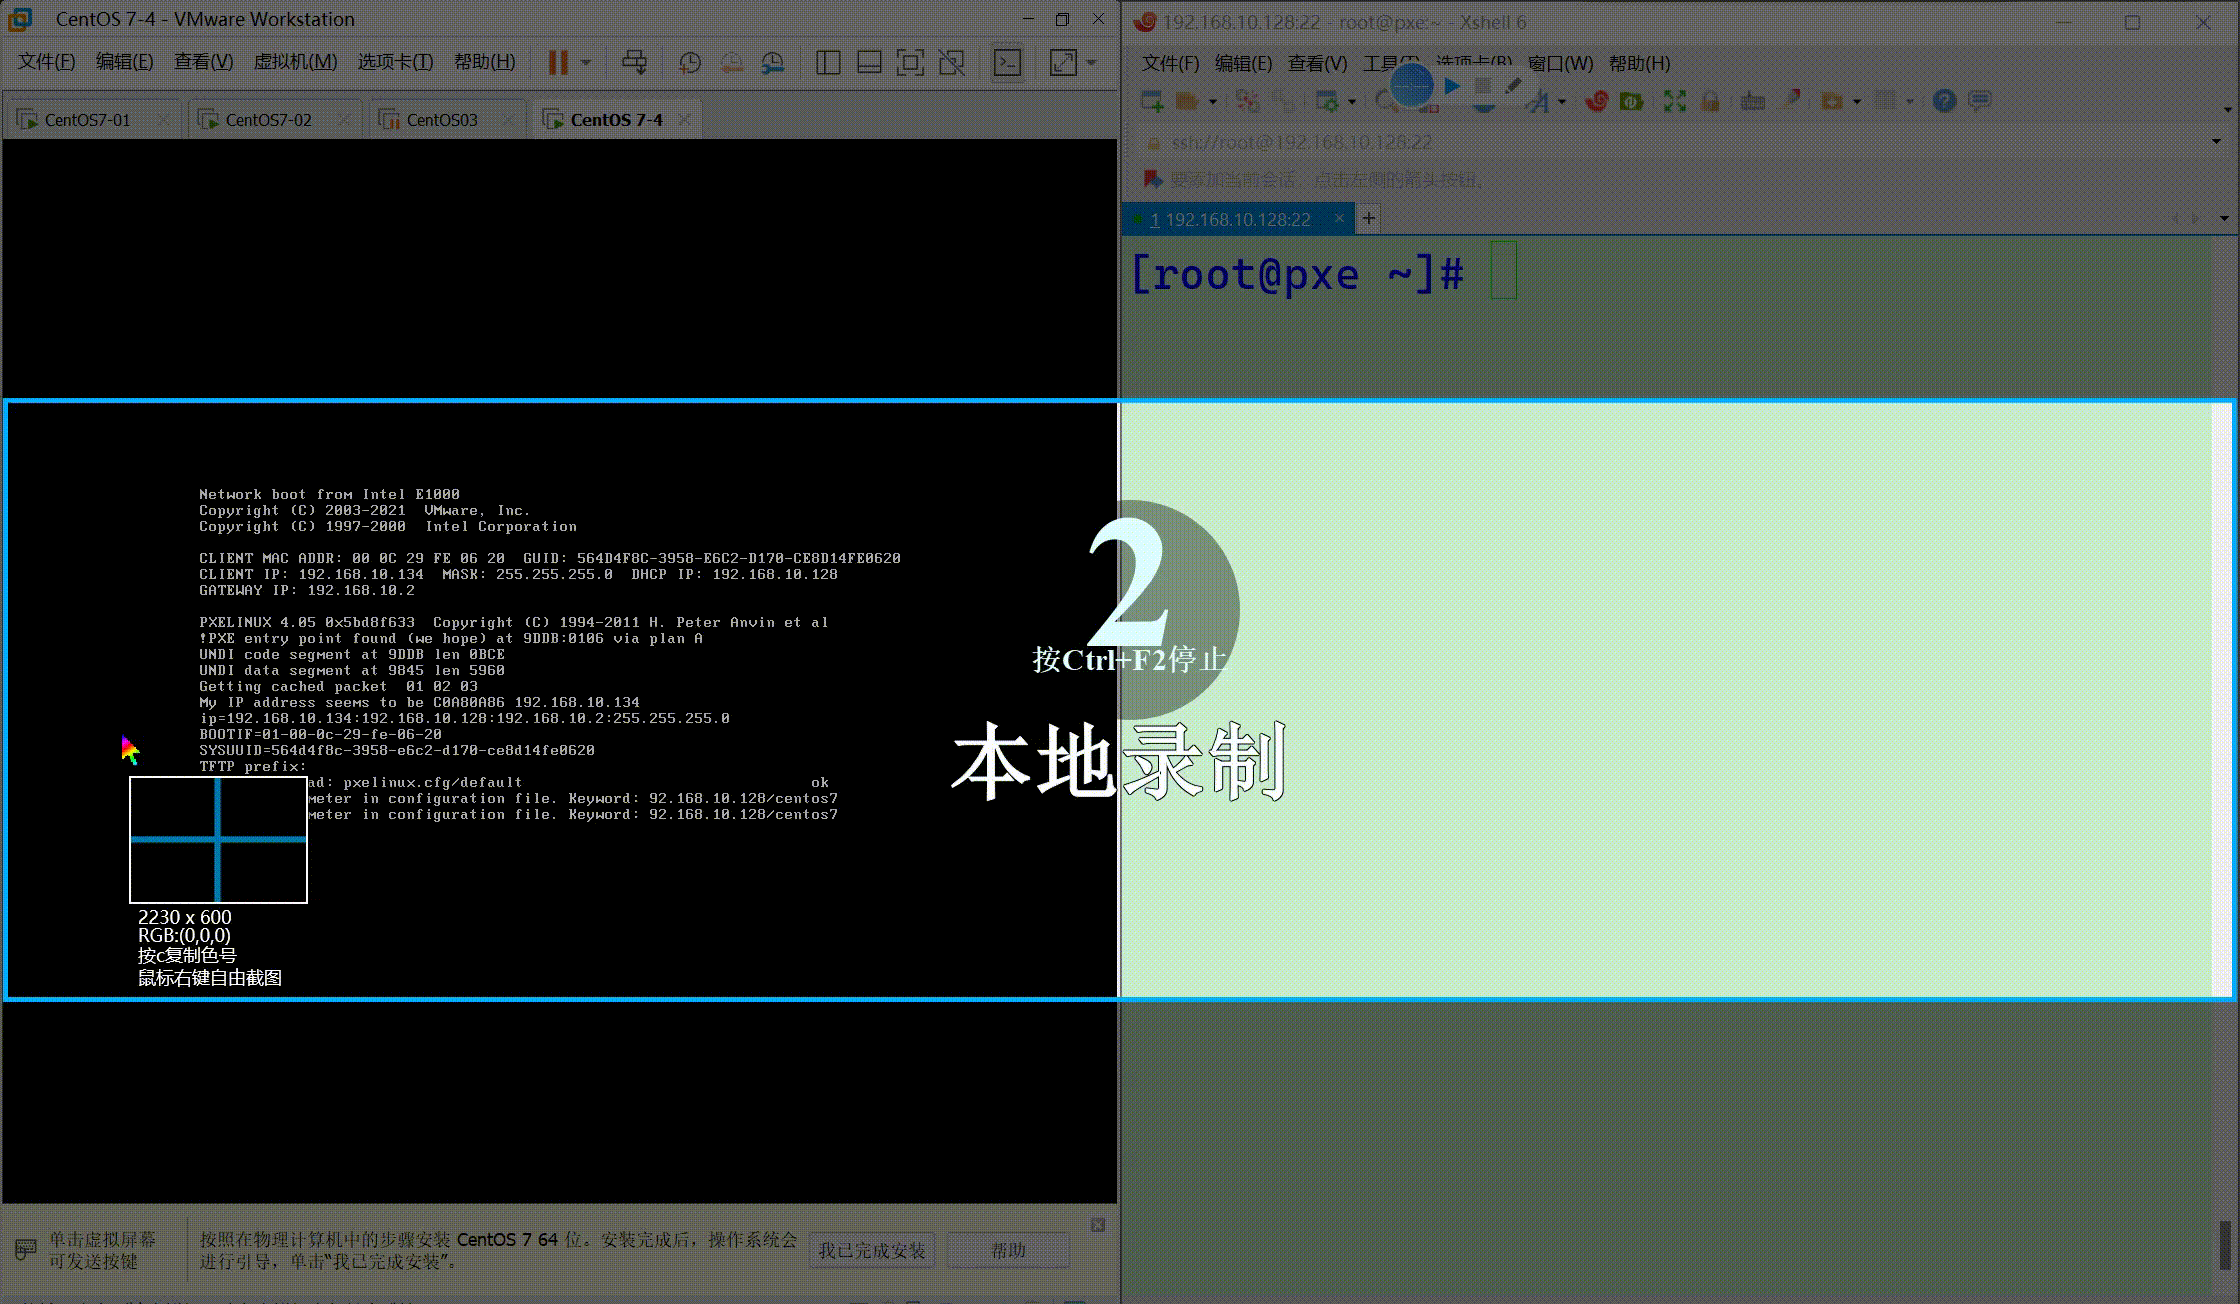 CentOS 7-4 - VMware Workstation
文件(F) 编辑(E) 查看(V) 虚拟机(M) 选项卡(T) 帮助(H)
CentOS7-01
CentOS7-02
CentOS03
CentOS 7-4
Network boot from Intel E1000
Copyright (C) 2003-2021  VMware, Inc.
Copyright (C) 1997-2000  Intel Corporation
CLIENT MAC ADDR: 00 0C 29 FE 06 20  GUID: 564D4F8C-3958-E6C2-D170-CE8D14FE0620
CLIENT IP: 192.168.10.134  MASK: 255.255.255.0  DHCP IP: 192.168.10.128
GATEWAY IP: 192.168.10.2
PXELINUX 4.05 0x5bd8f633  Copyright (C) 1994-2011 H. Peter Anvin et al
!PXE entry point found (we hope) at 9DDB:0106 via plan A
UNDI code segment at 9DDB len 0BCE
UNDI data segment at 9845 len 5960
Getting cached packet  01 02 03
My IP address seems to be C0A80A86 192.168.10.134
ip=192.168.10.134:192.168.10.128:192.168.10.2:255.255.255.0
BOOTIF=01-00-0c-29-fe-06-20
SYSUUID=564d4f8c-3958-e6c2-d170-ce8d14fe0620
TFTP prefix:
ad: pxelinux.cfg/default ok
meter in configuration file. Keyword: 92.168.10.128/centos7
meter in configuration file. Keyword: 92.168.10.128/centos7
2230 x 600
RGB:(0,0,0)
按c复制色号
鼠标右键自由截图
2
按Ctrl+F2停止
本地录制
单击虚拟屏幕
可发送按键
按照在物理计算机中的步骤安装 CentOS 7 64 位。安装完成后，操作系统会
进行引导，单击“我已完成安装”。
我已完成安装
帮助
192.168.10.128:22 - root@pxe:~ - Xshell 6
文件(F) 编辑(E) 查看(V) 工具(T) 选项卡(B) 窗口(W) 帮助(H)
ssh://root@192.168.10.128:22
要添加当前会话，点击左侧的箭头按钮。
1 192.168.10.128:22
+
[root@pxe ~]#